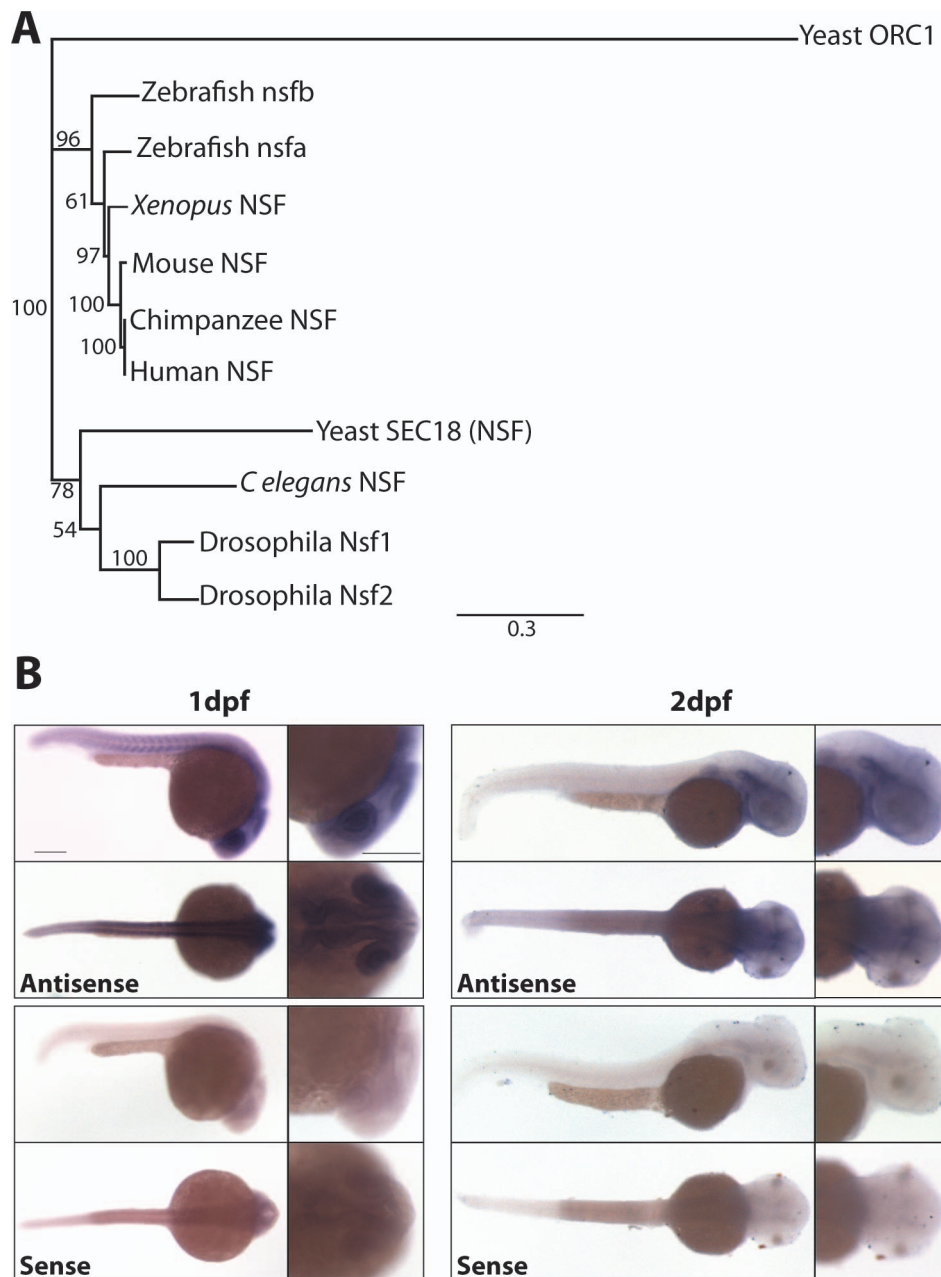 A
Yeast ORC1
Zebrafish nsfb
96
Zebrafish nsfa
61
Xenopus NSF
97
Mouse NSF
100
100
Chimpanzee NSF
100
Human NSF
Yeast SEC18 (NSF)
78
C elegans NSF
54
Drosophila Nsf1
100
Drosophila Nsf2
0.3
B
1dpf
2dpf
Antisense
Antisense
Sense
Sense